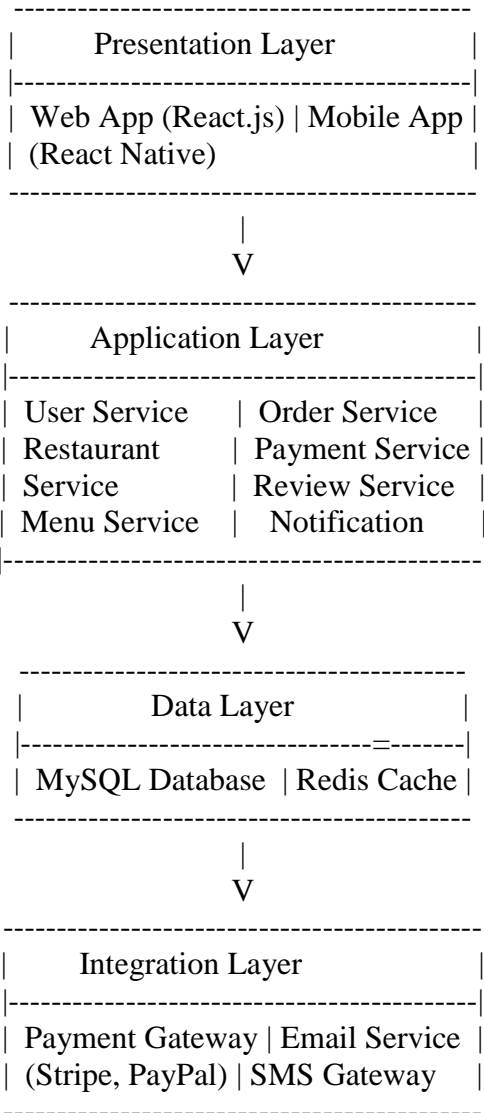 -------------------------------------------
| Presentation Layer |
|------------------------------------------|
| Web App (React.js) | Mobile App |
| (React Native) |
-------------------------------------------
|
V
-------------------------------------------
| Application Layer |
|-------------------------------------------|
| User Service | Order Service |
| Restaurant | Payment Service |
| Service | Review Service |
| Menu Service | Notification |
|--------------------------------------------
|
V
-----------------------------------------
| Data Layer |
|--------------------------------=-------|
| MySQL Database | Redis Cache |
------------------------------------------
|
V
--------------------------------------------
| Integration Layer |
|-------------------------------------------|
| Payment Gateway | Email Service |
| (Stripe, PayPal) | SMS Gateway |
--------------------------------------------